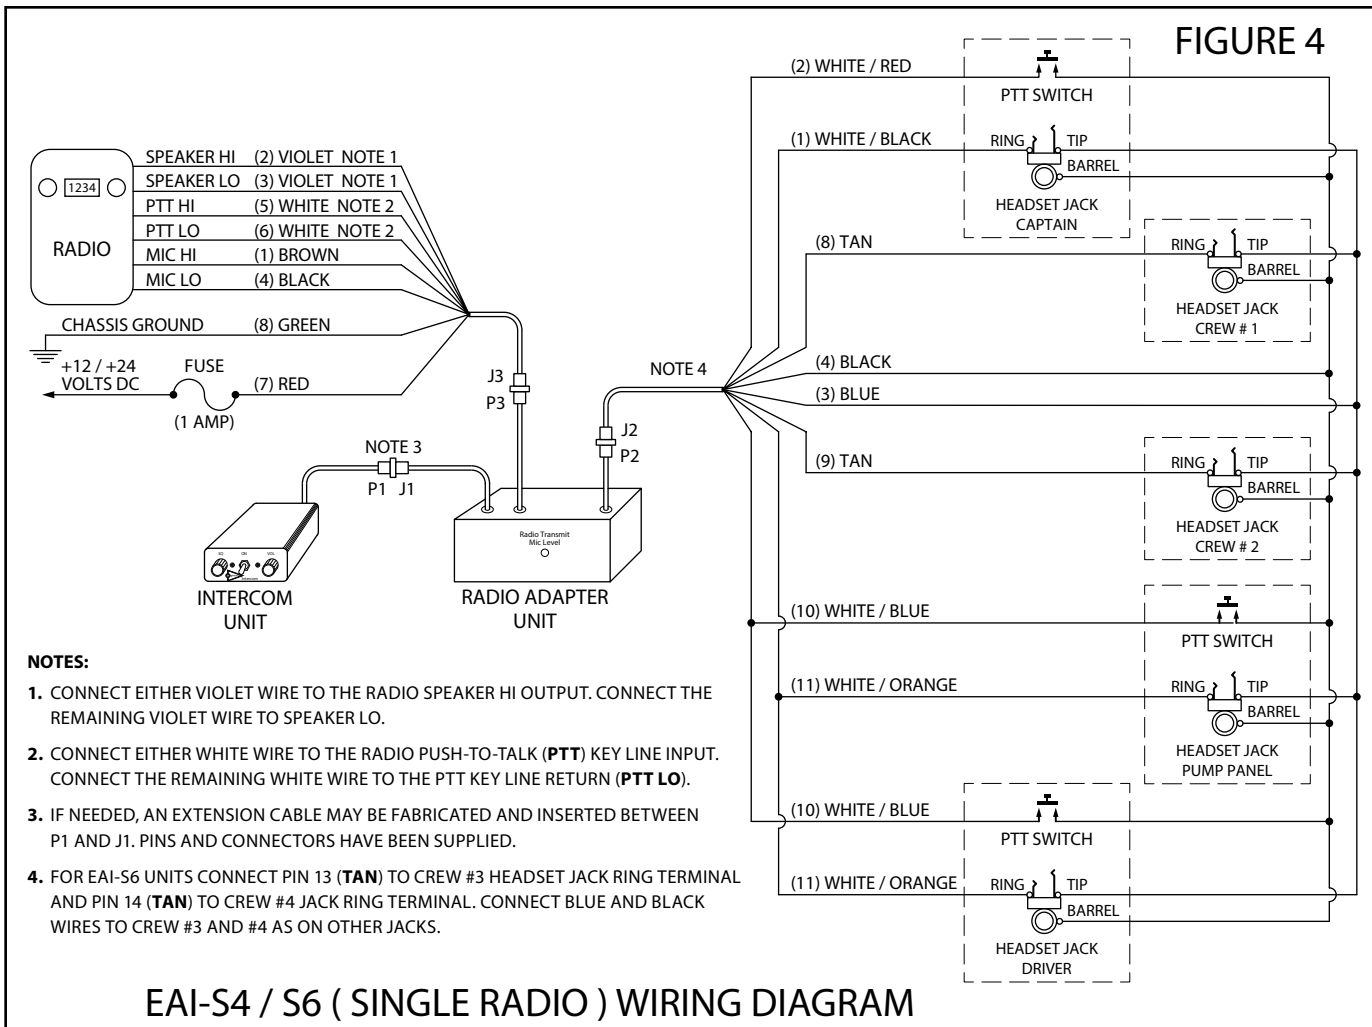 FIGURE 4
(2) WHITE / RED
PTT SWITCH
(1) WHITE / BLACK
RING
TIP
BARREL
HEADSET JACK
CAPTAIN
SPEAKER HI (2) VIOLET NOTE 1
SPEAKER LO (3) VIOLET NOTE 1
PTT HI (5) WHITE NOTE 2
PTT LO (6) WHITE NOTE 2
MIC HI (1) BROWN
MIC LO (4) BLACK
1234
RADIO
CHASSIS GROUND (8) GREEN
+12 / +24
VOLTS DC
FUSE
(7) RED
(1 AMP)
J3
P3
NOTE 4
J2
P2
NOTE 3
P1 J1
SQ ON VOL
Intercom
INTERCOM
UNIT
Radio Transmit
Mic Level
RADIO ADAPTER
UNIT
(8) TAN
RING
TIP
BARREL
HEADSET JACK
CREW # 1
(4) BLACK
(3) BLUE
(9) TAN
RING
TIP
BARREL
HEADSET JACK
CREW # 2
(10) WHITE / BLUE
PTT SWITCH
(11) WHITE / ORANGE
RING
TIP
BARREL
HEADSET JACK
PUMP PANEL
(10) WHITE / BLUE
PTT SWITCH
(11) WHITE / ORANGE
RING
TIP
BARREL
HEADSET JACK
DRIVER
NOTES:
1. CONNECT EITHER VIOLET WIRE TO THE RADIO SPEAKER HI OUTPUT. CONNECT THE
REMAINING VIOLET WIRE TO SPEAKER LO.
2. CONNECT EITHER WHITE WIRE TO THE RADIO PUSH-TO-TALK (PTT) KEY LINE INPUT.
CONNECT THE REMAINING WHITE WIRE TO THE PTT KEY LINE RETURN (PTT LO).
3. IF NEEDED, AN EXTENSION CABLE MAY BE FABRICATED AND INSERTED BETWEEN
P1 AND J1. PINS AND CONNECTORS HAVE BEEN SUPPLIED.
4. FOR EAI-S6 UNITS CONNECT PIN 13 (TAN) TO CREW #3 HEADSET JACK RING TERMINAL
AND PIN 14 (TAN) TO CREW #4 JACK RING TERMINAL. CONNECT BLUE AND BLACK
WIRES TO CREW #3 AND #4 AS ON OTHER JACKS.
EAI-S4 / S6 ( SINGLE RADIO ) WIRING DIAGRAM